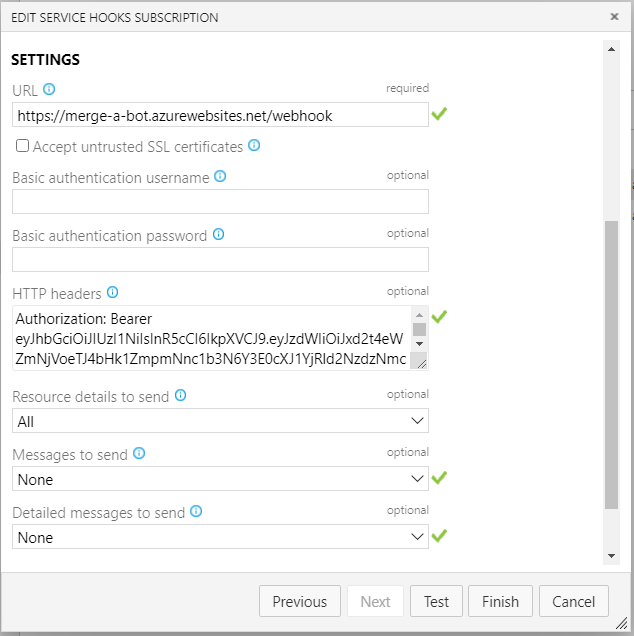 EDIT SERVICE HOOKS SUBSCRIPTION
SETTINGS
URL required
https://merge-a-bot.azurewebsites.net/webhook
Accept untrusted SSL certificates
Basic authentication username optional
Basic authentication password optional
HTTP headers optional
Authorization: Bearer
eyJhbGciOiJIUzI1NiIsInR5cCI6IkpXVCJ9.eyJzdWIiOiJxd2t4eW
ZmNjVoeTJ4bHk1ZmpmNnc1b3N6Y3E0cXJ1YjRId2NzdzNmc
Resource details to send optional
All
Messages to send optional
None
Detailed messages to send optional
None
Previous Next Test Finish Cancel